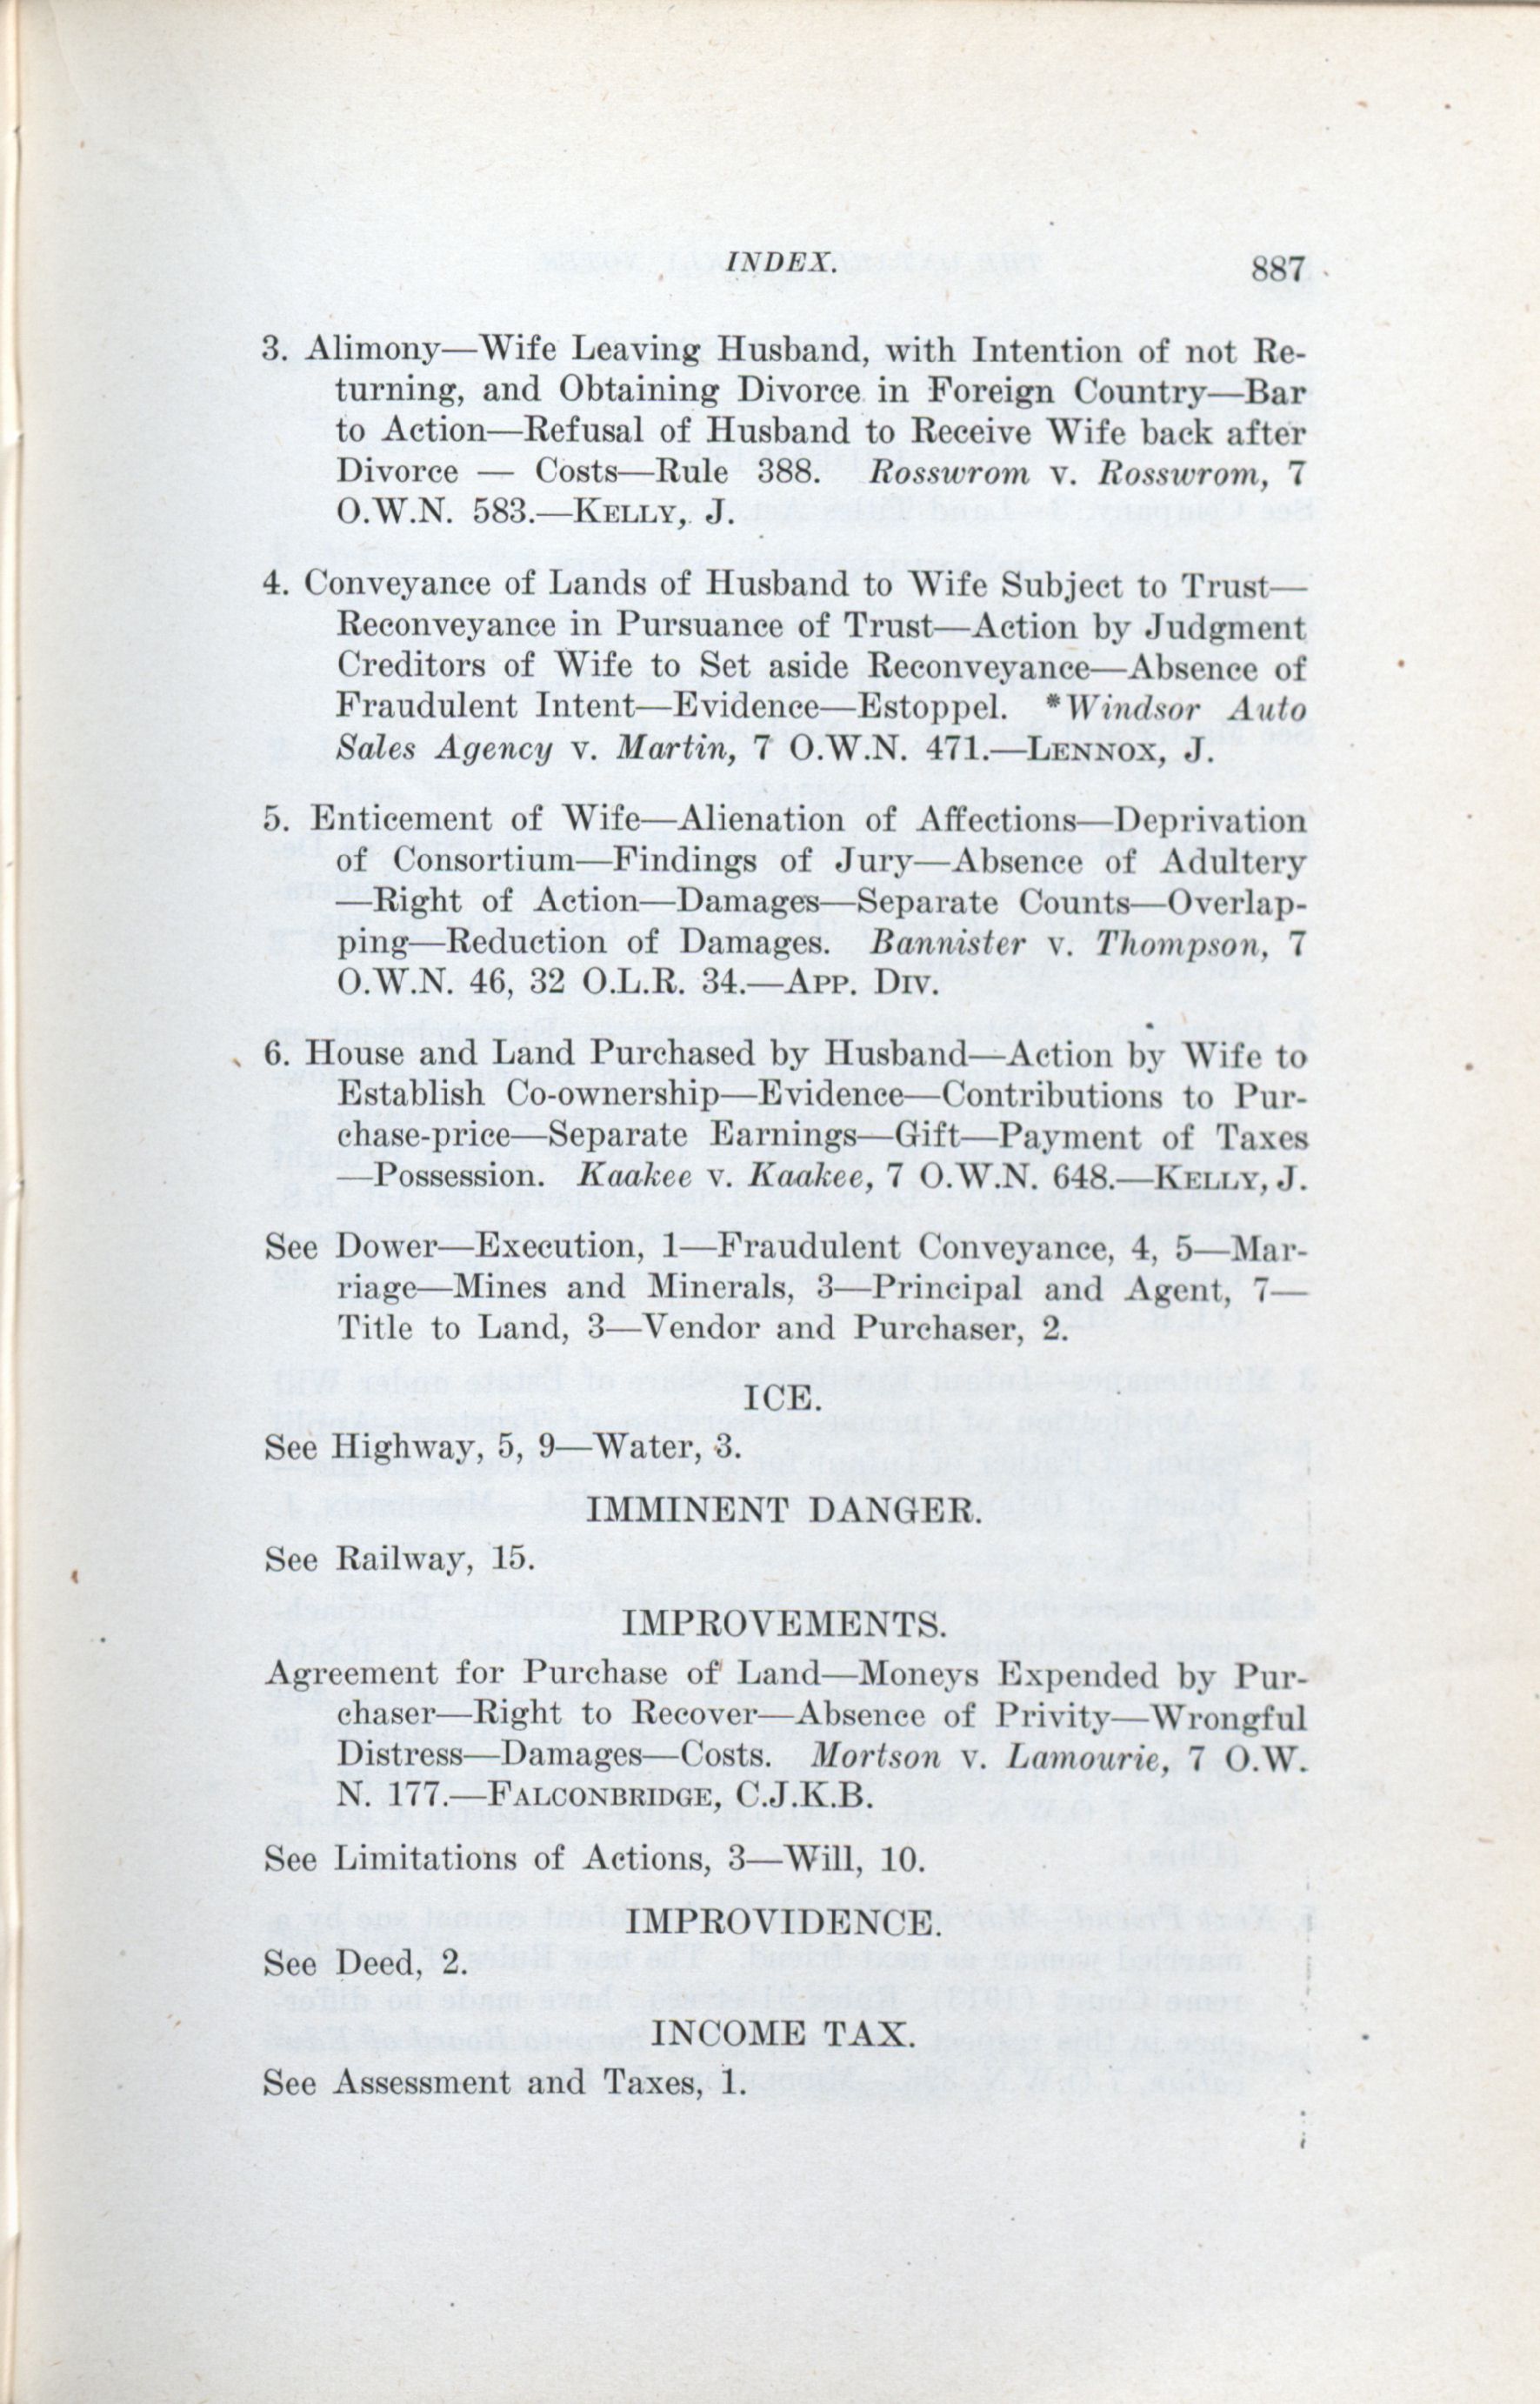 INDEX. 887
3. Alimony—Wife Leaving Husband, with Intention of not Re-
turning, and Obtaining Divorce in Foreign Country—Bar
to Action—Refusal of Husband to Receive Wife back after
Divorce — Costs—Rule 388. Rosswrom v. Rosswrom, 7
O.W.N. 583.—KELLY, J.
4. Conveyance of Lands of Husband to Wife Subject to Trust—
Reconveyance in Pursuance of Trust—Action by Judgment
Creditors of Wife to Set aside Reconveyance—Absence of
Fraudulent Intent—Evidence—Estoppel. *Windsor Auto
Sales Agency v. Martin, 7 O.W.N. 471.—LENNOX, J.
5. Enticement of Wife—Alienation of Affections—Deprivation
of Consortium—Findings of Jury—Absence of Adultery
—Right of Action—Damages—Separate Counts—Overlap-
ping—Reduction of Damages. Bannister v. Thompson, 7
O.W.N. 46, 32 O.L.R. 34.—APP. DIV.
6. House and Land Purchased by Husband—Action by Wife to
Establish Co-ownership—Evidence—Contributions to Pur-
chase-price—Separate Earnings—Gift—Payment of Taxes
—Possession. Kaakee v. Kaakee, 7 O.W.N. 648.—KELLY, J.
See Dower—Execution, 1—Fraudulent Conveyance, 4, 5—Mar-
riage—Mines and Minerals, 3—Principal and Agent, 7—
Title to Land, 3—Vendor and Purchaser, 2.
ICE.
See Highway, 5, 9—Water, 3.
IMMINENT DANGER.
See Railway, 15.
IMPROVEMENTS.
Agreement for Purchase of Land—Moneys Expended by Pur-
chaser—Right to Recover—Absence of Privity—Wrongful
Distress—Damages—Costs. Mortson v. Lamourie, 7 O.W.
N. 177.—FALCONBRIDGE, C.J.K.B.
See Limitations of Actions, 3—Will, 10.
IMPROVIDENCE.
See Deed, 2.
INCOME TAX.
See Assessment and Taxes, 1.